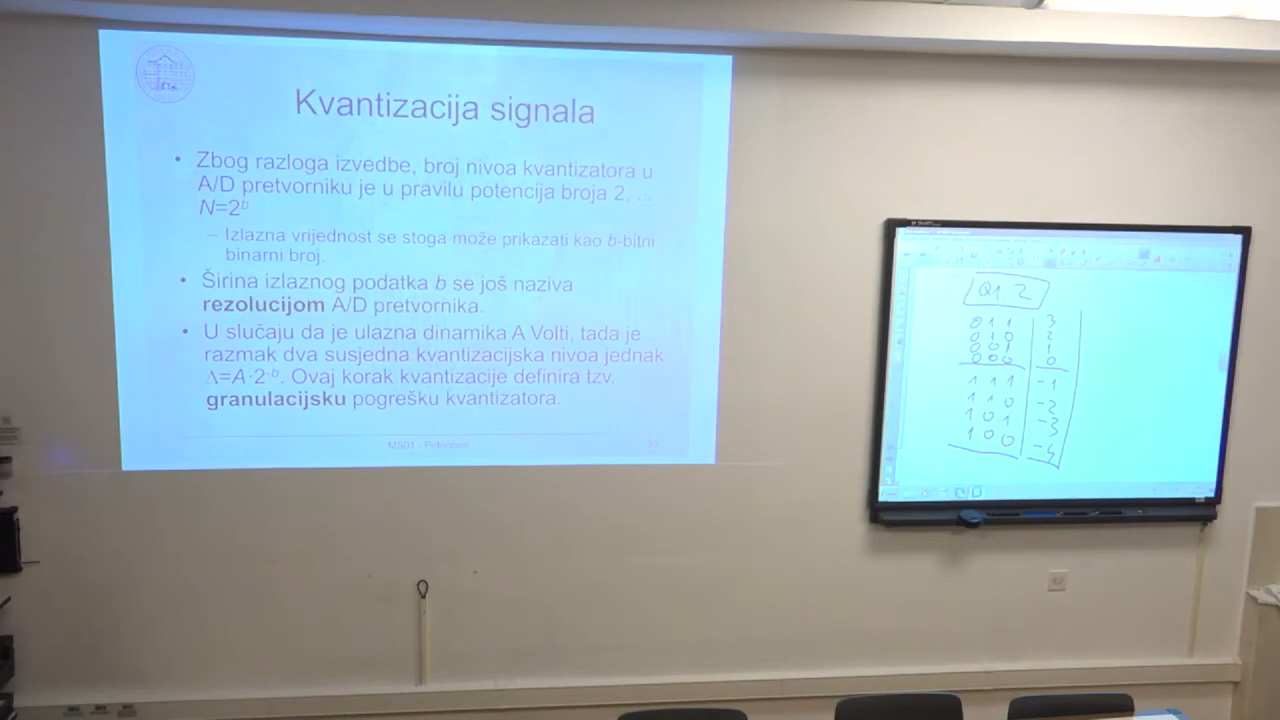 Kvantizacija signala
• Zbog razloga izvedbe, broj nivoa kvantizatora u
A/D pretvorniku je u pravilu potencija broja 2, ...
N=2ᵇ
– Izlazna vrijednost se stoga može prikazati kao b-bitni
binarni broj.
• Širina izlaznog podatka b se još naziva
rezolucijom A/D pretvornika.
• U slučaju da je ulazna dinamika A Volti, tada je
razmak dva susjedna kvantizacijska nivoa jednak
Δ=A·2⁻ᵇ. Ovaj korak kvantizacije definira tzv.
granulacijsku pogrešku kvantizatora.
Q1.2
011 3
010 2
001 1
000 0
111 -1
110 -2
101 -3
100 -4